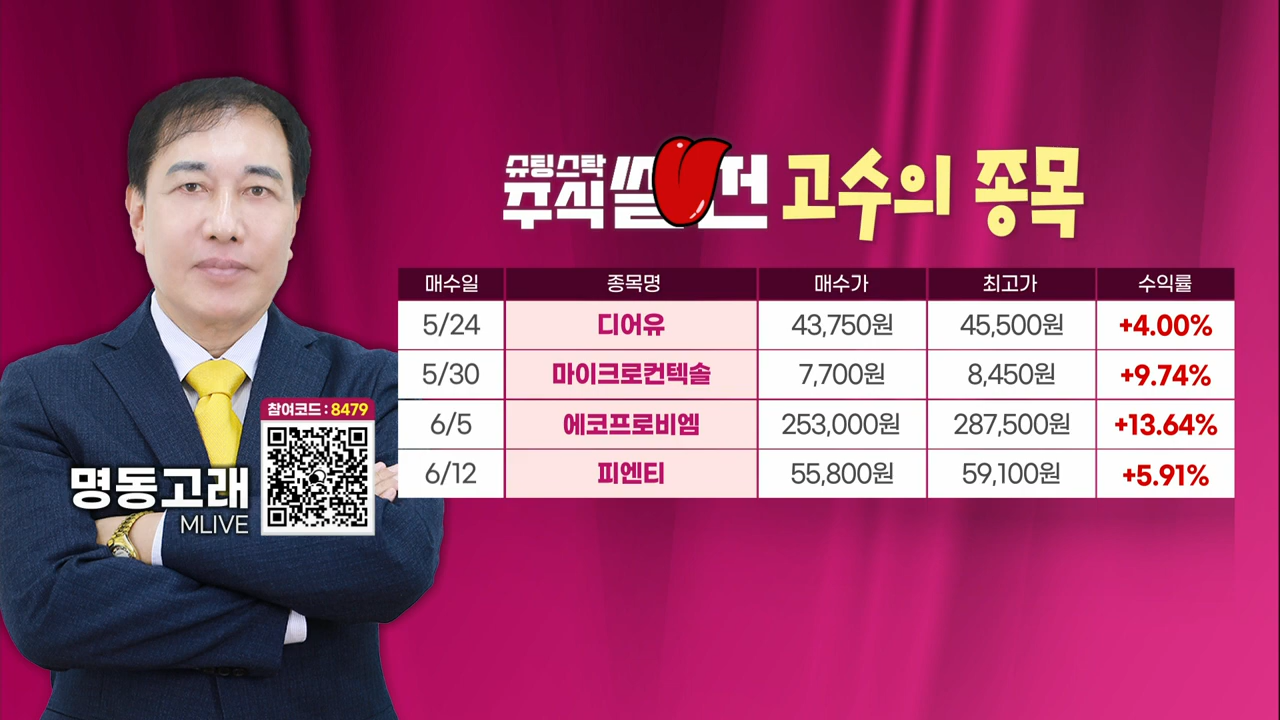 슈팅스탁
주식 썰전 고수의 종목
매수일 종목명 매수가 최고가 수익률
5/24 디어유 43,750원 45,500원 +4.00%
5/30 마이크로컨텍솔 7,700원 8,450원 +9.74%
6/5 에코프로비엠 253,000원 287,500원 +13.64%
6/12 피엔티 55,800원 59,100원 +5.91%
참여코드 : 8479
명동고래
MLIVE